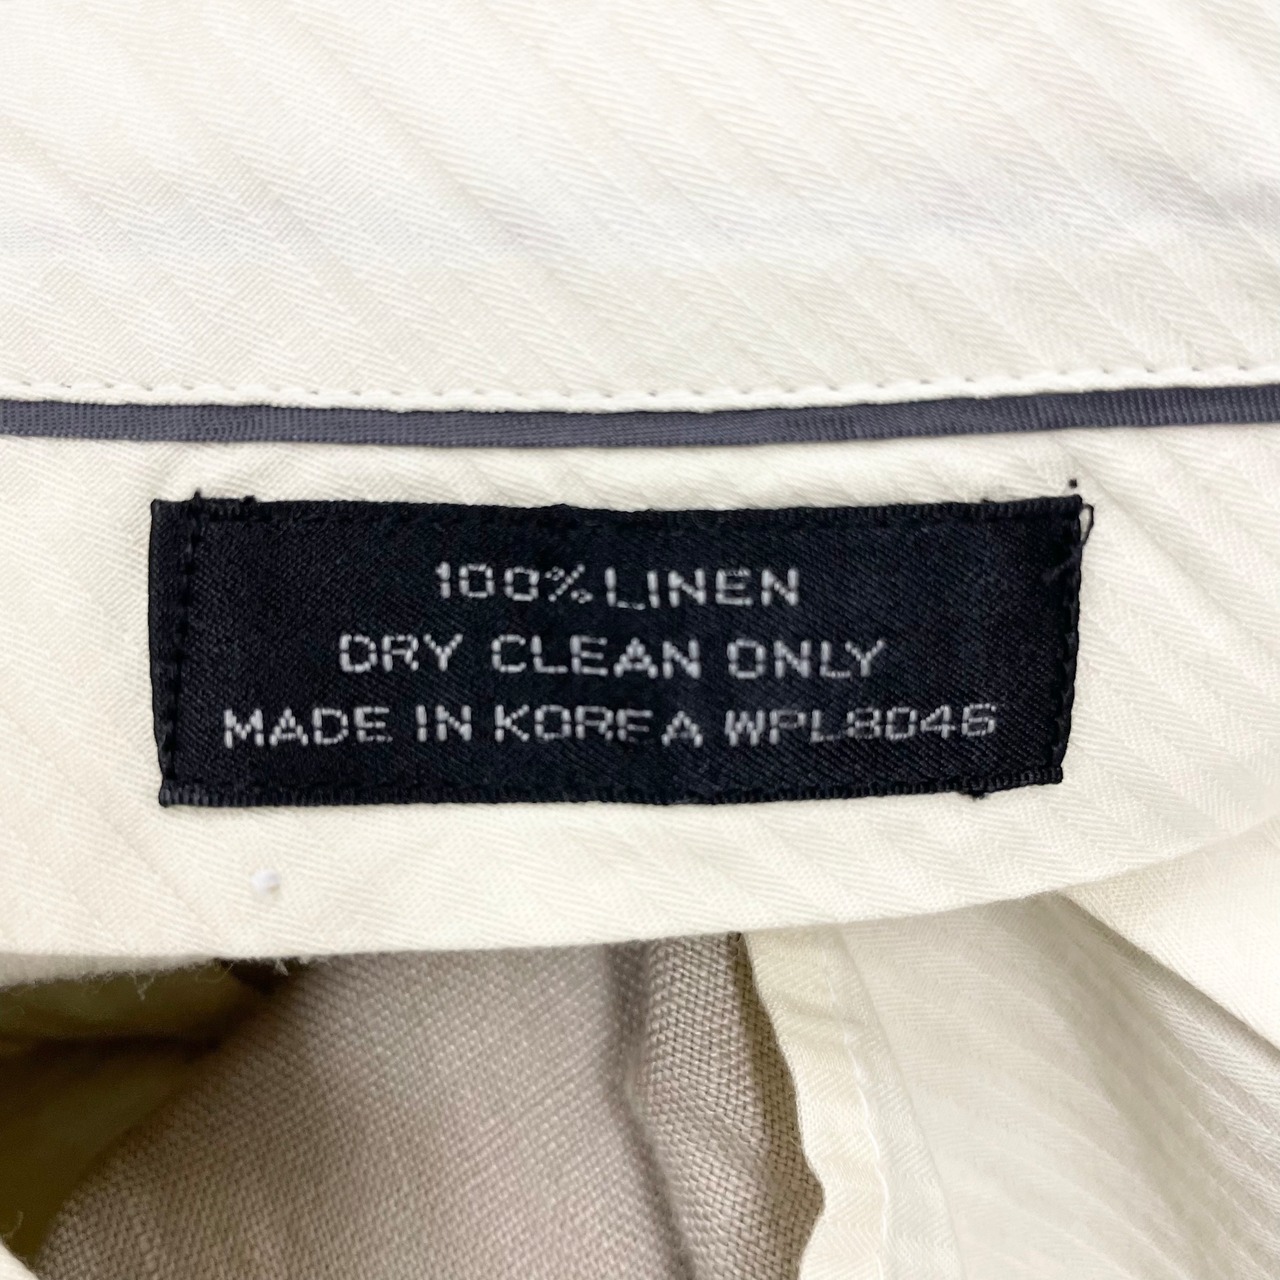 100% LINEN
DRY CLEAN ONLY
MADE IN KOREA WPL8046